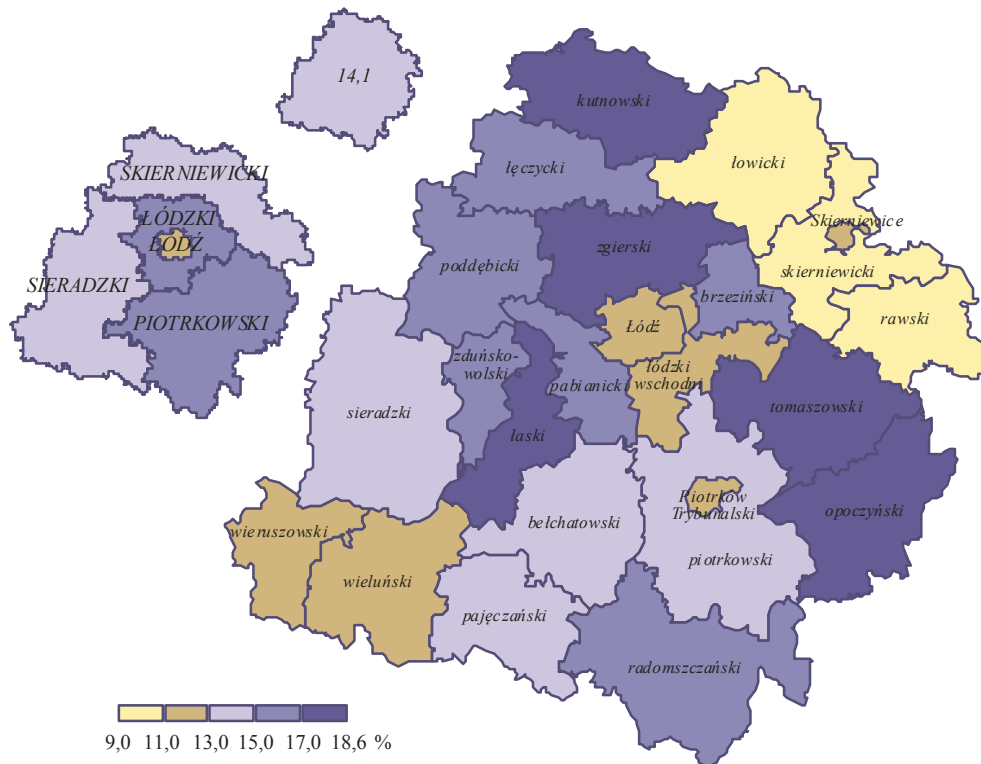 14,1
SKIERNIEWICKI
ŁÓDZKI
ŁÓDŹ
SIERADZKI
PIOTRKOWSKI
kutnowski
łęczycki
łowicki
Skierniewice
zgierski
poddębicki
skierniewicki
brzeziński
rawski
Łódź
zduńsko-
wolski
łódzki
wschodni
pabianicki
tomaszowski
sieradzki
łaski
Piotrków
Trybunalski
opoczyński
bełchatowski
wieruszowski
piotrkowski
wieluński
pajęczański
radomszczański
9,0 11,0 13,0 15,0 17,0 18,6 %